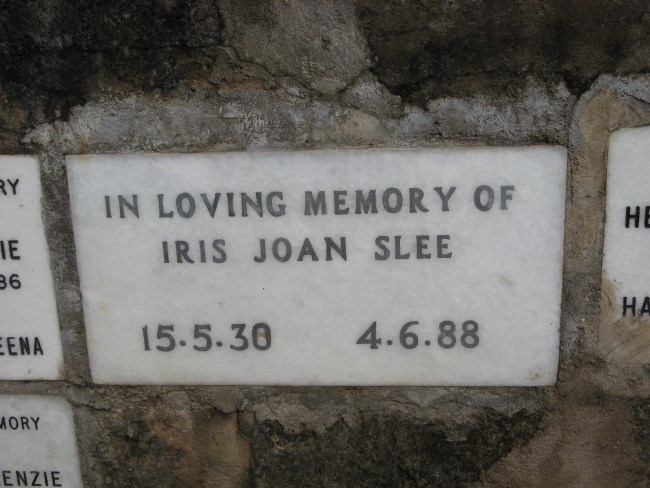 IN LOVING MEMORY OF
IRIS JOAN SLEE
15.5.30 4.6.88